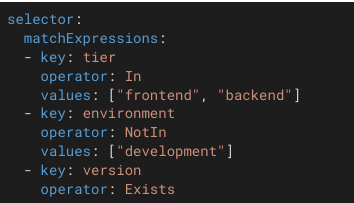 selector:
  matchExpressions:
  - key: tier
    operator: In
    values: ["frontend", "backend"]
  - key: environment
    operator: NotIn
    values: ["development"]
  - key: version
    operator: Exists